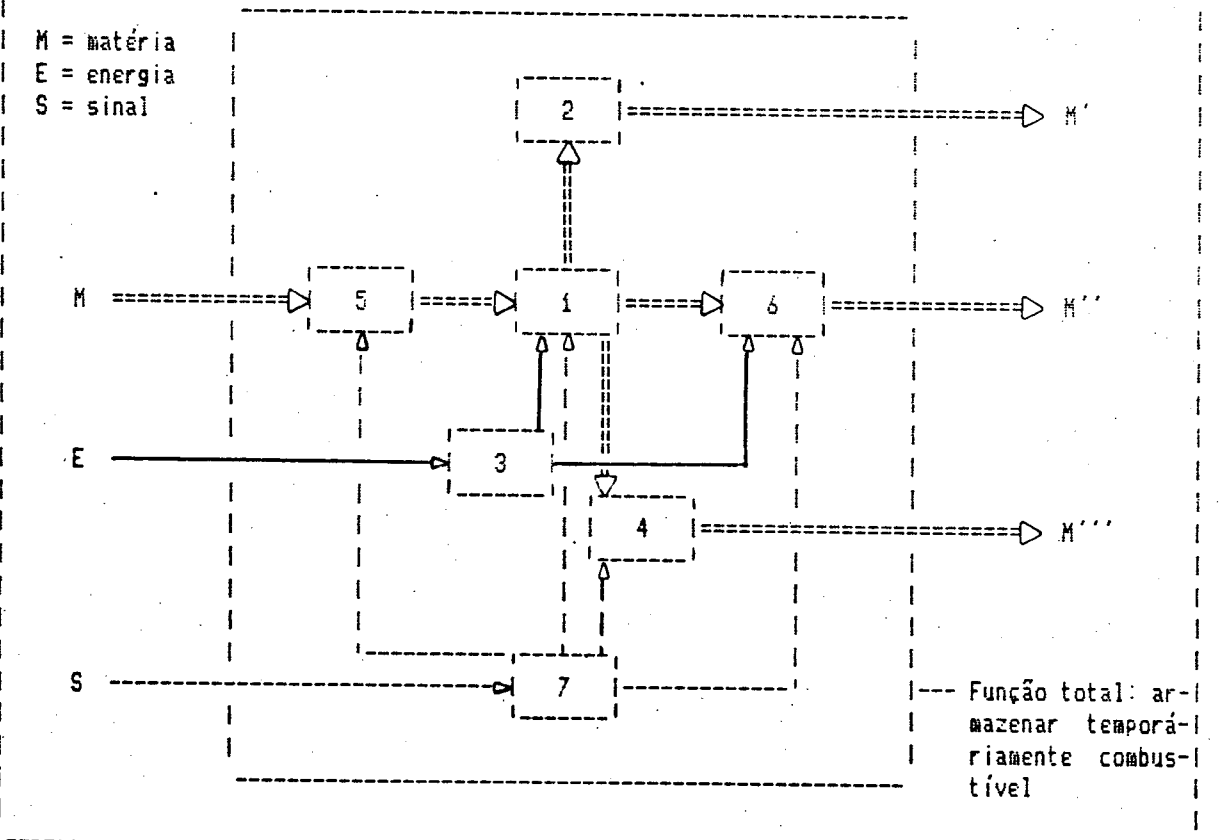 M = matéria
E = energia
S = sinal
2
M'
M
5
1
6
M''
E
3
4
M'''
S
7
Função total: ar-
mazenar temporá-
riamente combus-
tível